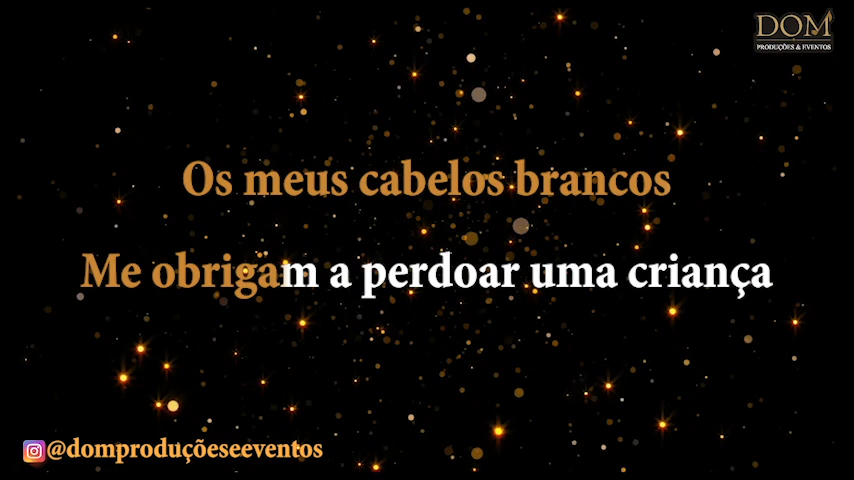 DOM
PRODUÇÕES & EVENTOS
Os meus cabelos brancos
Me obrigam a perdoar uma criança
@domproduçõeseeventos